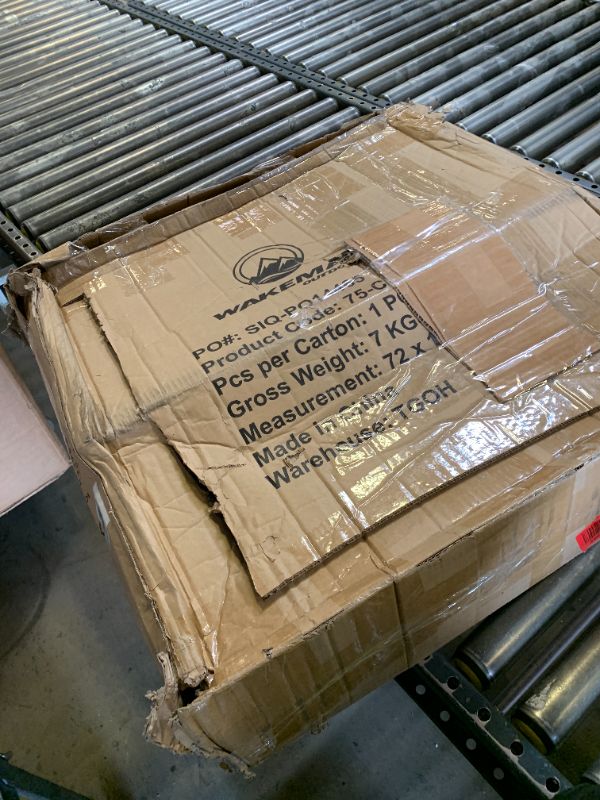 WAKEMA
PO#: SIQ-PO14
Product Code: 75-C
Pcs per Carton: 1 P
Gross Weight: 7 KG
Measurement: 72 x 1
Made in China
Warehouse: TGOH